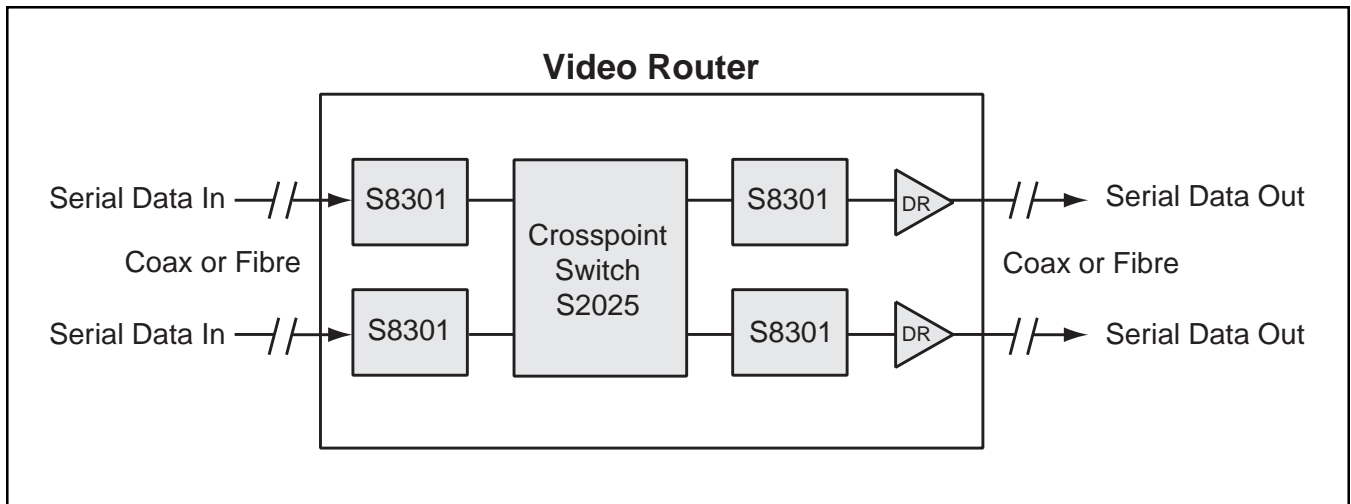 Video Router
Serial Data In
S8301
S8301
DR
Serial Data Out
Coax or Fibre
Crosspoint
Switch
S2025
Coax or Fibre
Serial Data In
S8301
S8301
DR
Serial Data Out